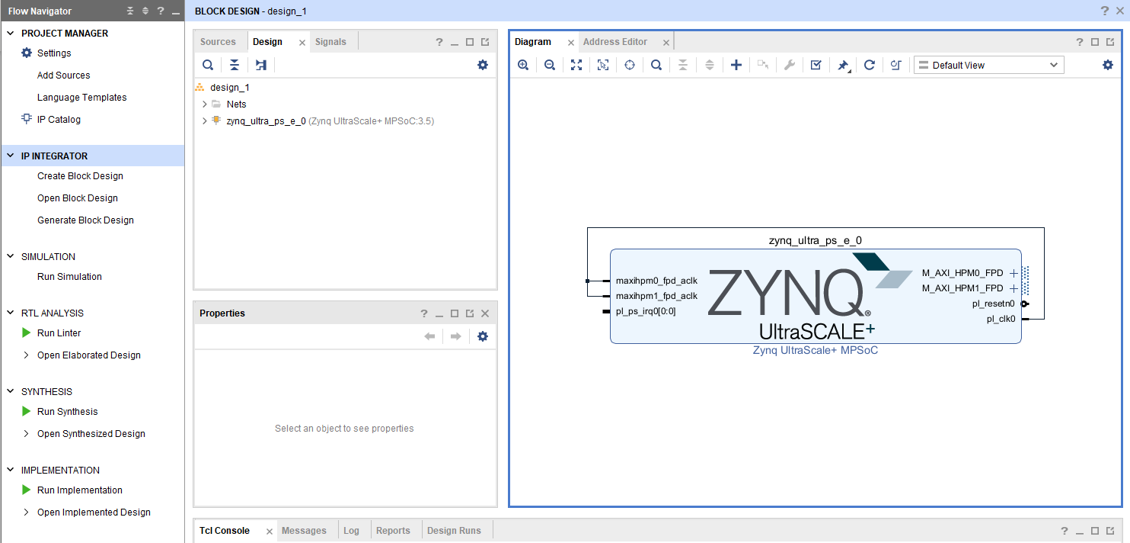 Flow Navigator
PROJECT MANAGER
Settings
Add Sources
Language Templates
IP Catalog
IP INTEGRATOR
Create Block Design
Open Block Design
Generate Block Design
SIMULATION
Run Simulation
RTL ANALYSIS
Run Linter
Open Elaborated Design
SYNTHESIS
Run Synthesis
Open Synthesized Design
IMPLEMENTATION
Run Implementation
Open Implemented Design
BLOCK DESIGN - design_1
Sources Design Signals
design_1
Nets
zynq_ultra_ps_e_0 (Zynq UltraScale+ MPSoC:3.5)
Properties
Select an object to see properties
Diagram Address Editor
Default View
zynq_ultra_ps_e_0
maxihpm0_fpd_aclk
maxihpm1_fpd_aclk
pl_ps_irq0[0:0]
ZYNQ®
UltraSCALE+
M_AXI_HPM0_FPD
M_AXI_HPM1_FPD
pl_resetn0
pl_clk0
Zynq UltraScale+ MPSoC
Tcl Console Messages Log Reports Design Runs